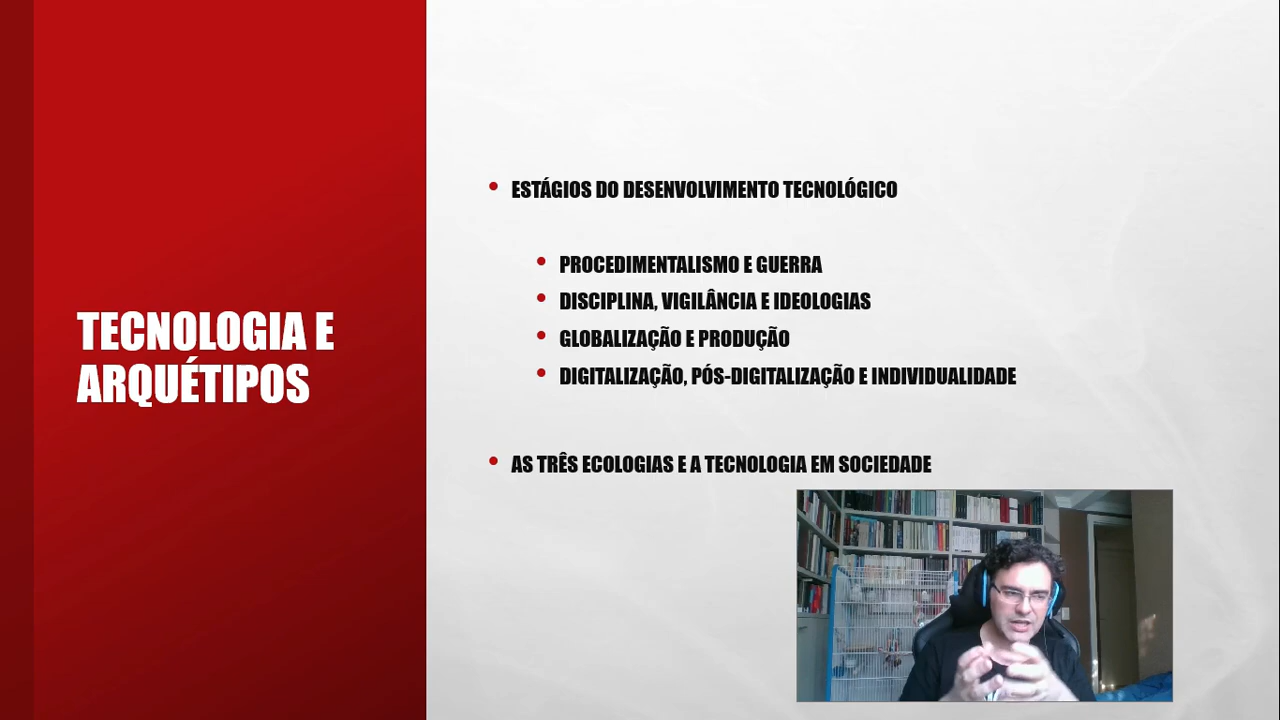 TECNOLOGIA E
ARQUÉTIPOS
ESTÁGIOS DO DESENVOLVIMENTO TECNOLÓGICO
PROCEDIMENTALISMO E GUERRA
DISCIPLINA, VIGILÂNCIA E IDEOLOGIAS
GLOBALIZAÇÃO E PRODUÇÃO
DIGITALIZAÇÃO, PÓS-DIGITALIZAÇÃO E INDIVIDUALIDADE
AS TRÊS ECOLOGIAS E A TECNOLOGIA EM SOCIEDADE